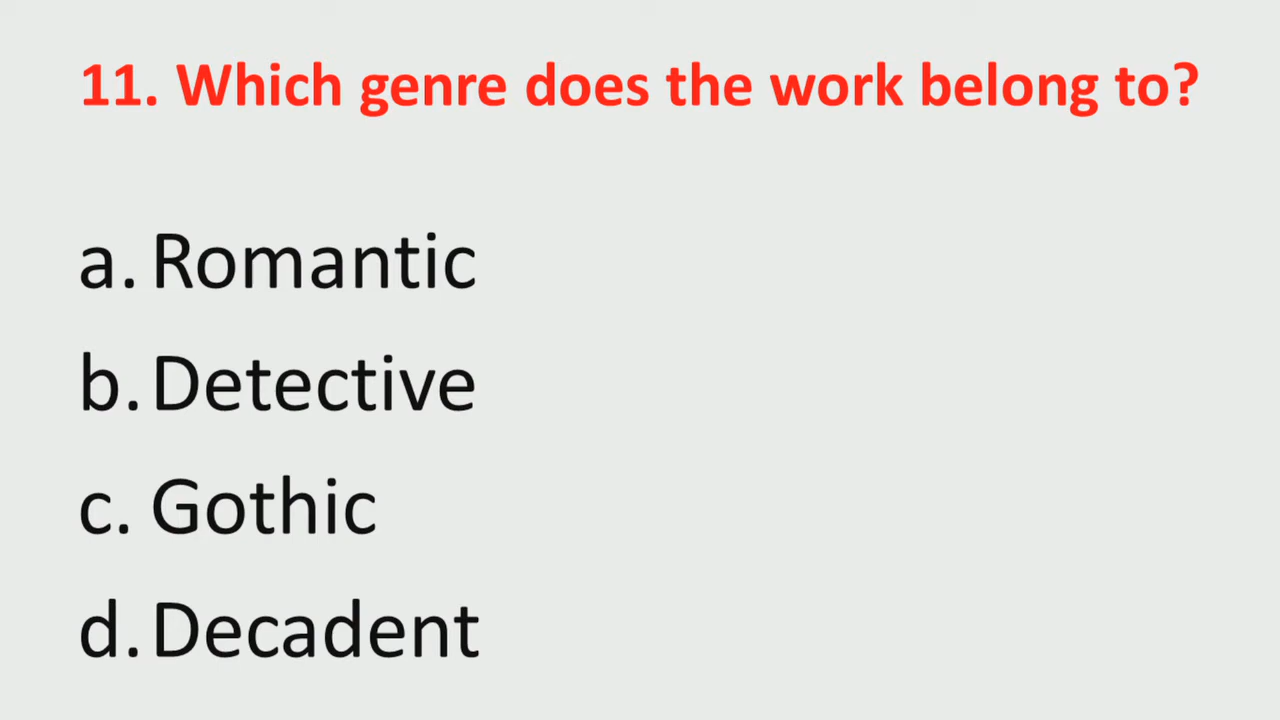 11. Which genre does the work belong to?
a. Romantic
b. Detective
c. Gothic
d. Decadent